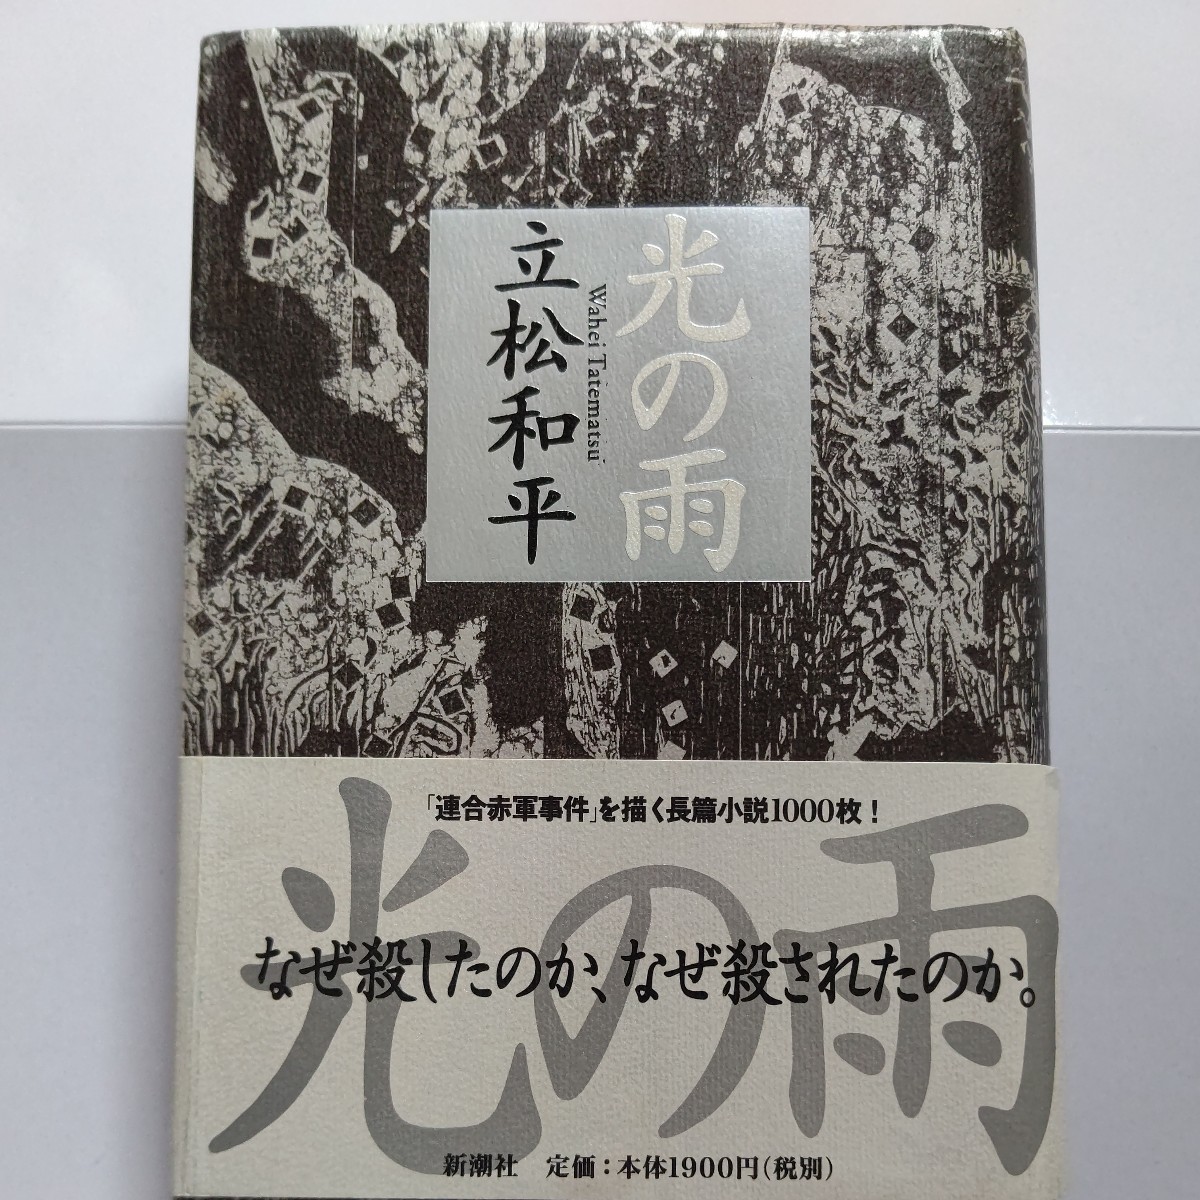 光の雨
Wahei Tatematsu
立松和平
「連合赤軍事件」を描く長篇小説1000枚！
光の雨
なぜ殺したのか、なぜ殺されたのか。
新潮社　定価：本体1900円（税別）